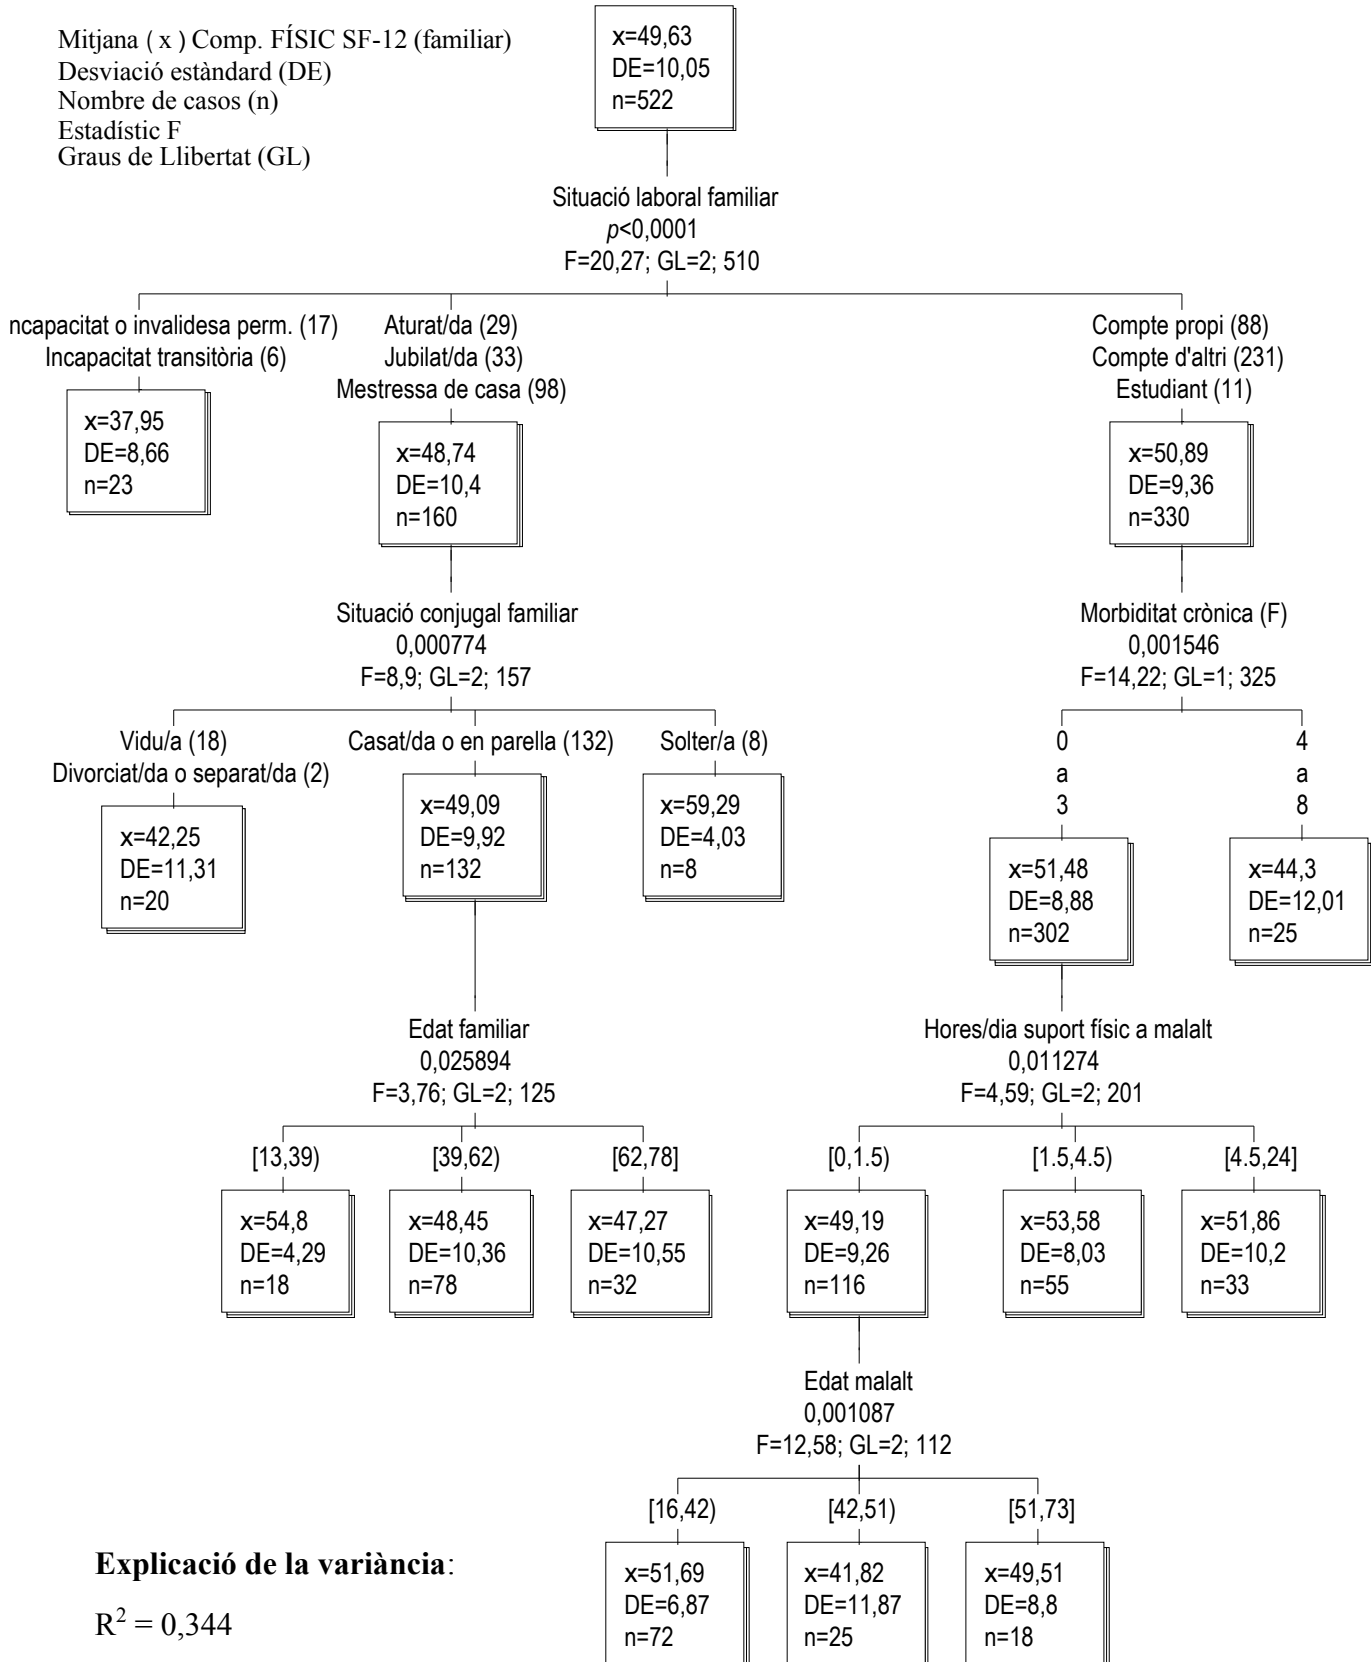 Mitjana ( x ) Comp. FÍSIC SF-12 (familiar)
Desviació estàndard (DE)
Nombre de casos (n)
Estadístic F
Graus de Llibertat (GL)
x=49,63
DE=10,05
n=522
Situació laboral familiar
p<0,0001
F=20,27; GL=2; 510
ncapacitat o invalidesa perm. (17)
Incapacitat transitòria (6)
x=37,95
DE=8,66
n=23
Aturat/da (29)
Jubilat/da (33)
Mestressa de casa (98)
x=48,74
DE=10,4
n=160
Compte propi (88)
Compte d'altri (231)
Estudiant (11)
x=50,89
DE=9,36
n=330
Situació conjugal familiar
0,000774
F=8,9; GL=2; 157
Vidu/a (18)
Divorciat/da o separat/da (2)
x=42,25
DE=11,31
n=20
Casat/da o en parella (132)
x=49,09
DE=9,92
n=132
Solter/a (8)
x=59,29
DE=4,03
n=8
Morbiditat crònica (F)
0,001546
F=14,22; GL=1; 325
0
a
3
x=51,48
DE=8,88
n=302
4
a
8
x=44,3
DE=12,01
n=25
Edat familiar
0,025894
F=3,76; GL=2; 125
[13,39)
x=54,8
DE=4,29
n=18
[39,62)
x=48,45
DE=10,36
n=78
[62,78]
x=47,27
DE=10,55
n=32
Hores/dia suport físic a malalt
0,011274
F=4,59; GL=2; 201
[0,1.5)
x=49,19
DE=9,26
n=116
[1.5,4.5)
x=53,58
DE=8,03
n=55
[4.5,24]
x=51,86
DE=10,2
n=33
Edat malalt
0,001087
F=12,58; GL=2; 112
[16,42)
x=51,69
DE=6,87
n=72
[42,51)
x=41,82
DE=11,87
n=25
[51,73]
x=49,51
DE=8,8
n=18
Explicació de la variància:
R² = 0,344